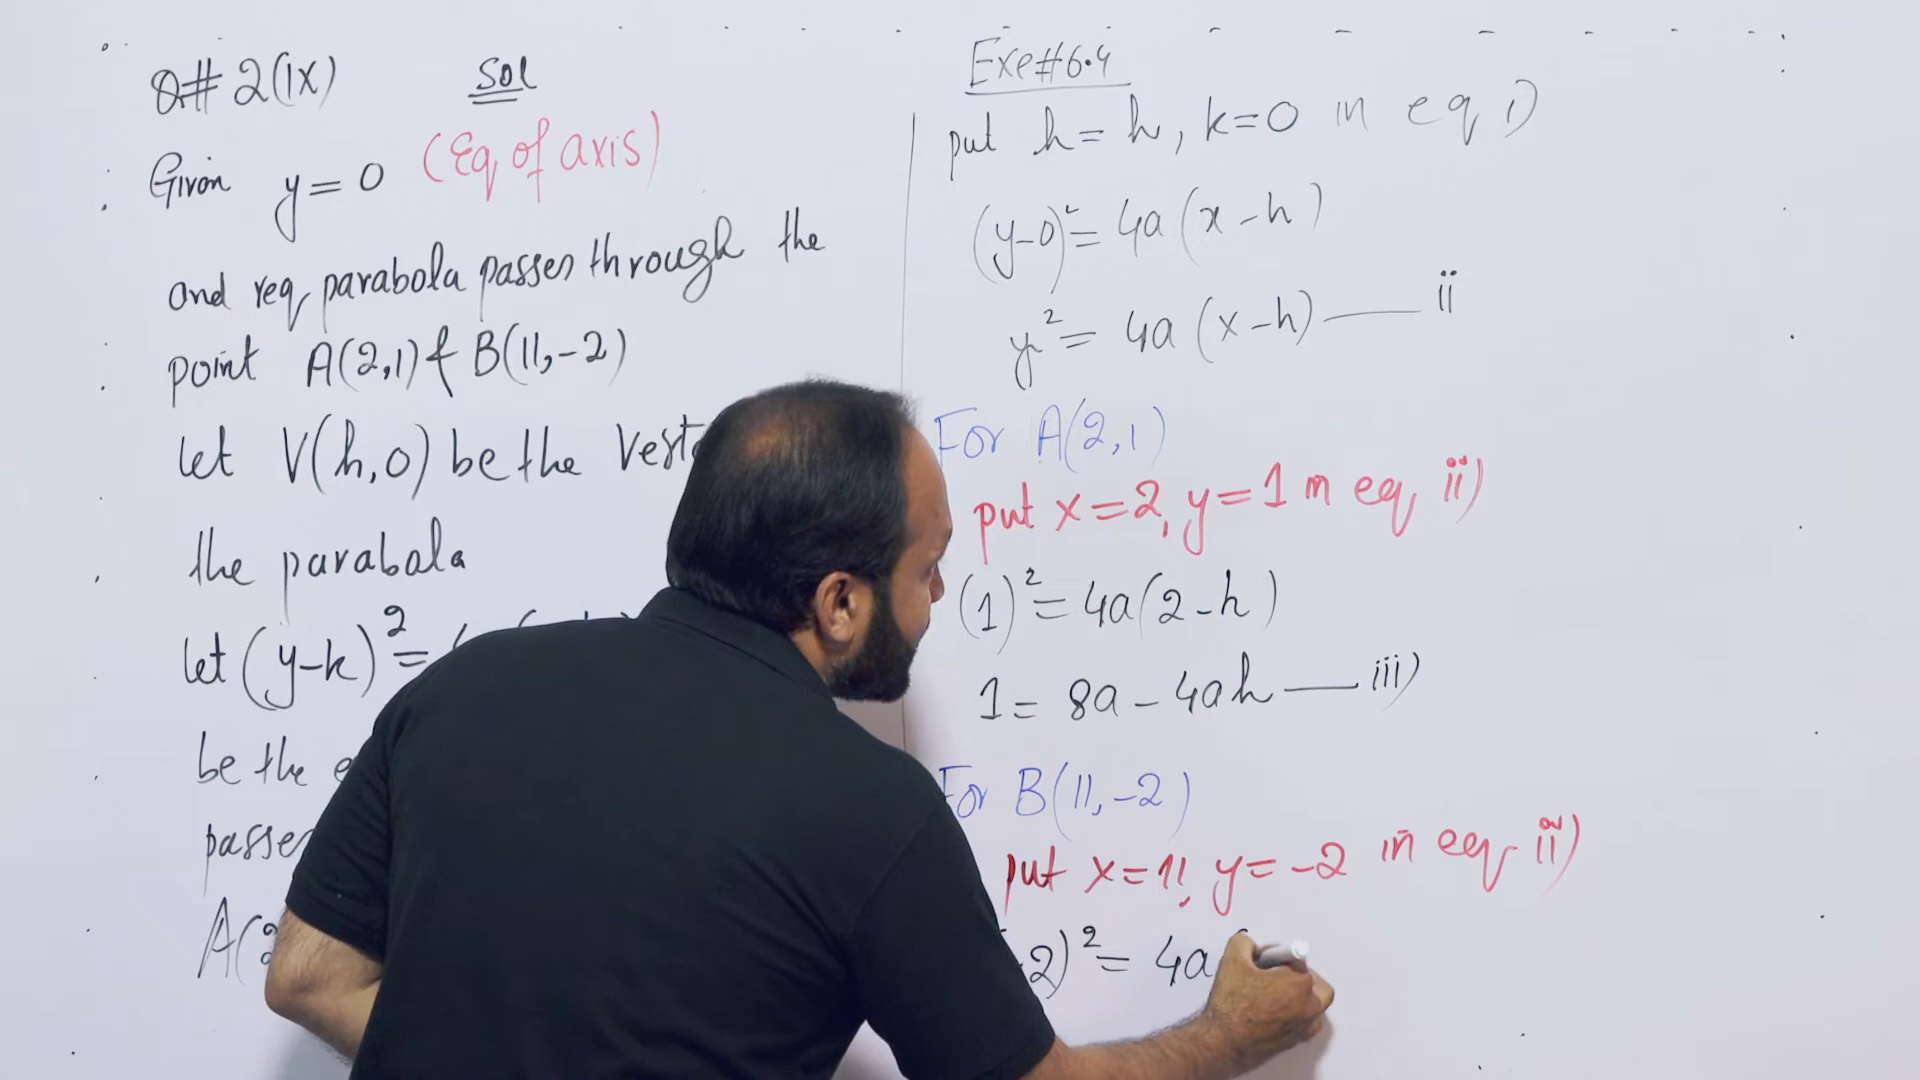 Q# 2(IX) Sol
Given y = 0 (Eq of axis)
and req parabola passes through the
point A(2,1) & B(11,-2)
let V(h,0) be the
the parabola
let (y-k)² =
be the
passes
Exe#6.4
put h = h, k=0 in eq i)
(y-0)² = 4a(x-h)
y² = 4a(x-h) — ii
For A(2,1)
put x=2, y=1 in eq ii)
(1)² = 4a(2-h)
1 = 8a - 4ah — iii)
For B(11,-2)
put x=11, y=-2 in eq ii)
-2)² = 4a